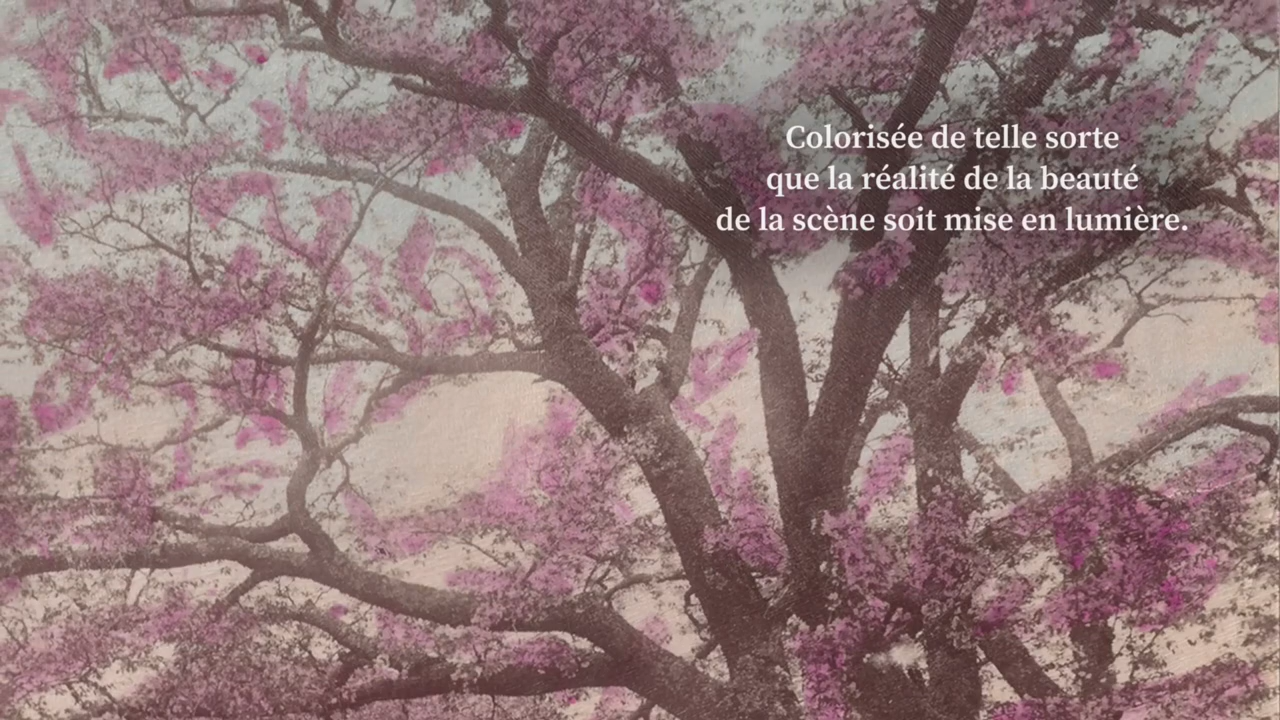 Colorisée de telle sorte
que la réalité de la beauté
de la scène soit mise en lumière.